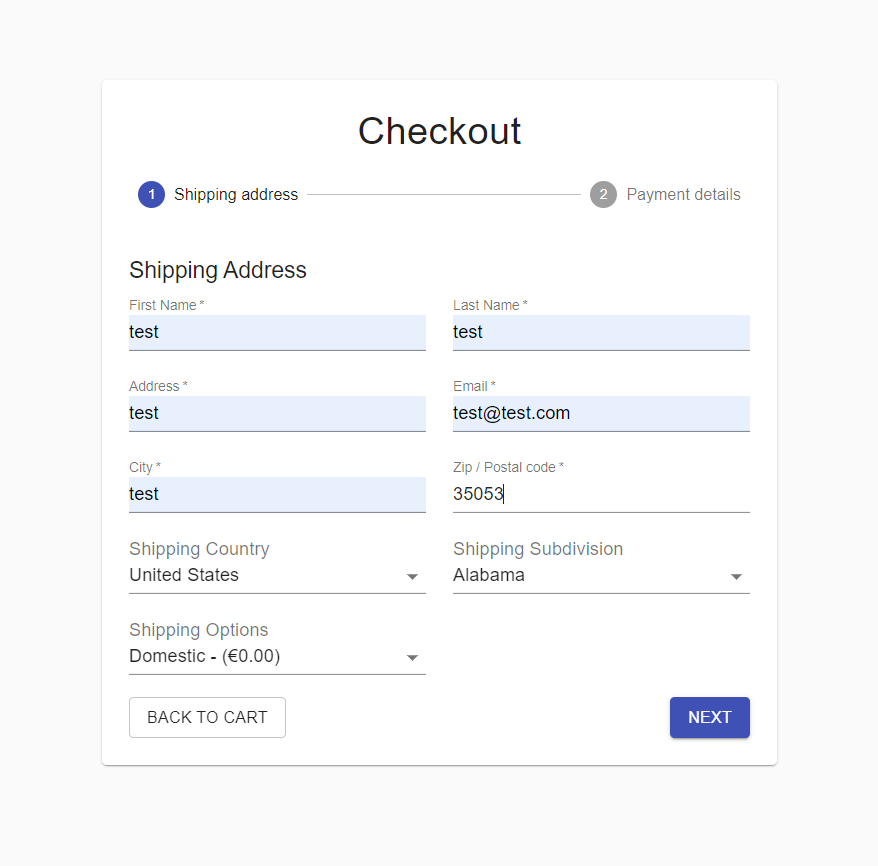 Checkout
1 Shipping address 2 Payment details
Shipping Address
First Name * Last Name *
test test
Address * Email *
test test@test.com
City * Zip / Postal code *
test 35053
Shipping Country Shipping Subdivision
United States Alabama
Shipping Options
Domestic - (€0.00)
BACK TO CART NEXT